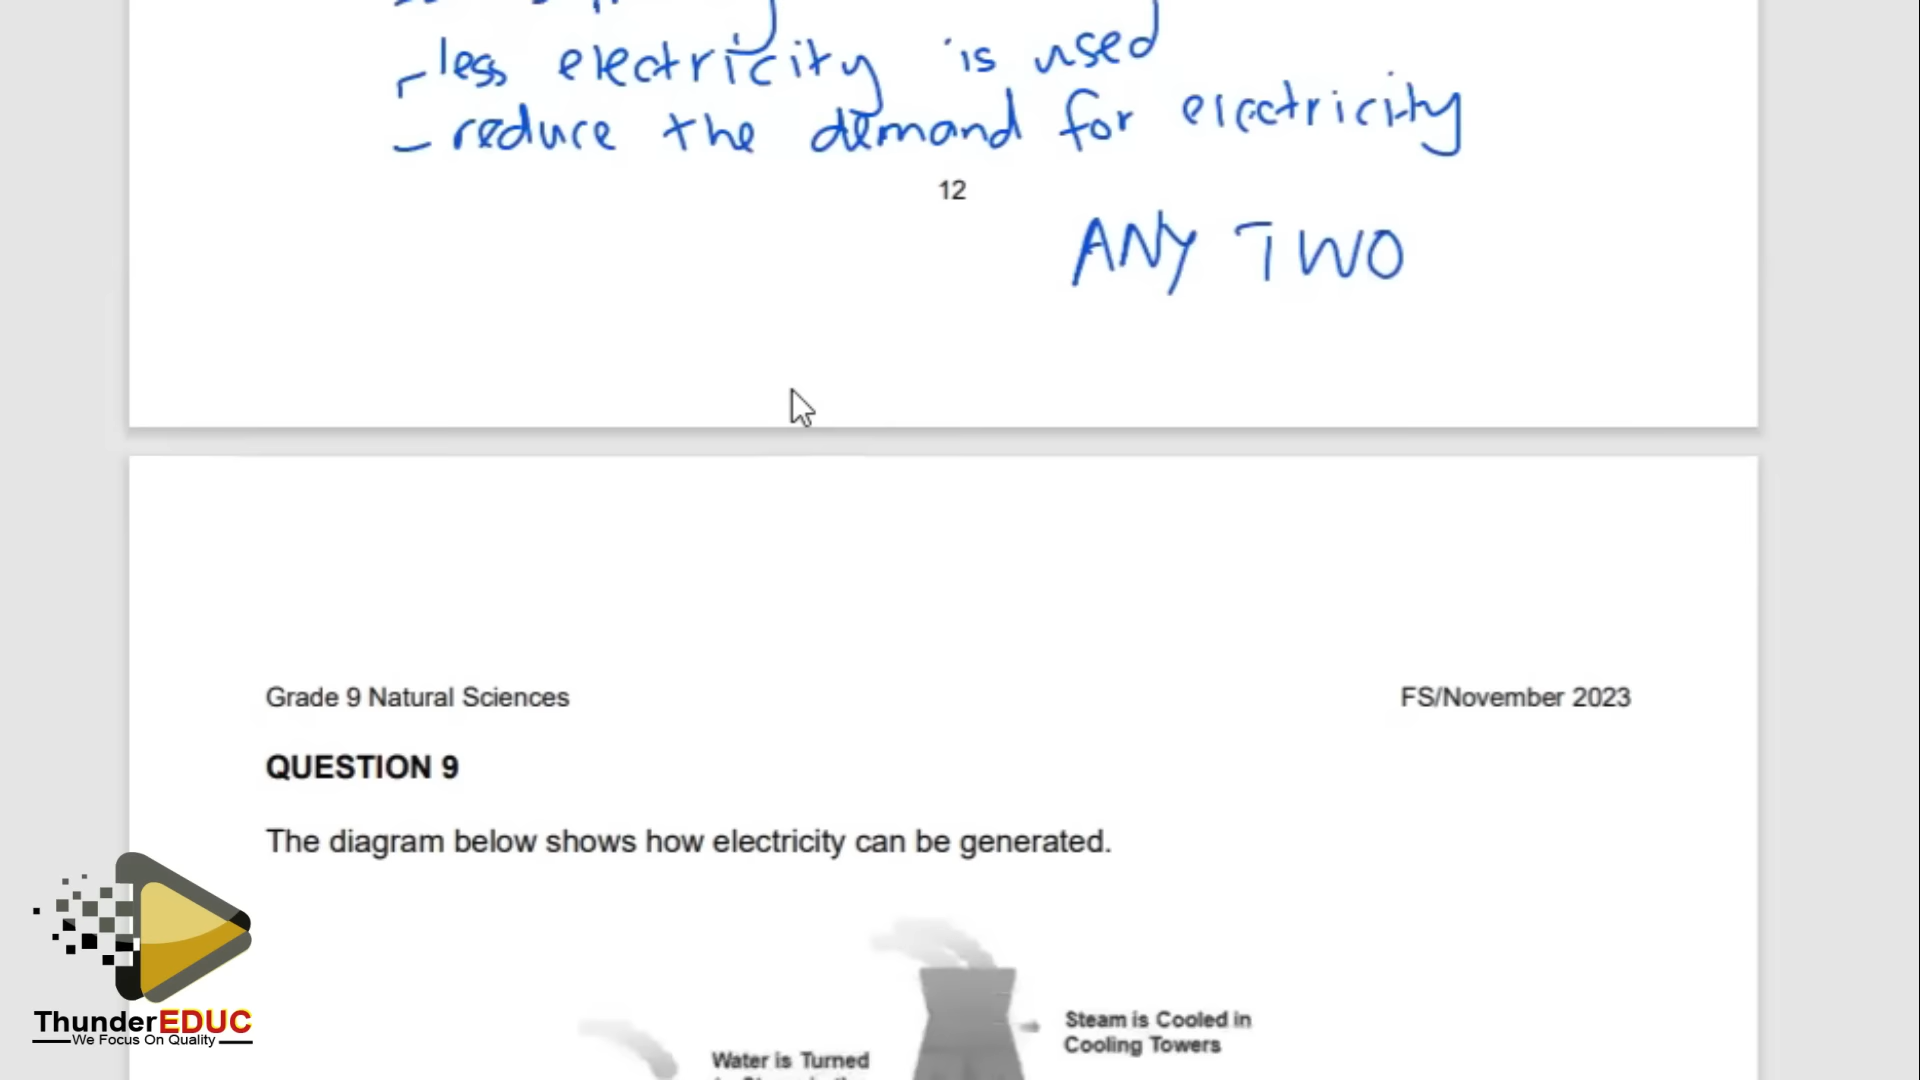 less electricity is used
- reduce the demand for electricity
12
ANY TWO
Grade 9 Natural Sciences FS/November 2023
QUESTION 9
The diagram below shows how electricity can be generated.
Steam is Cooled in
Cooling Towers
Water is Turned
ThunderEDUC
We Focus On Quality